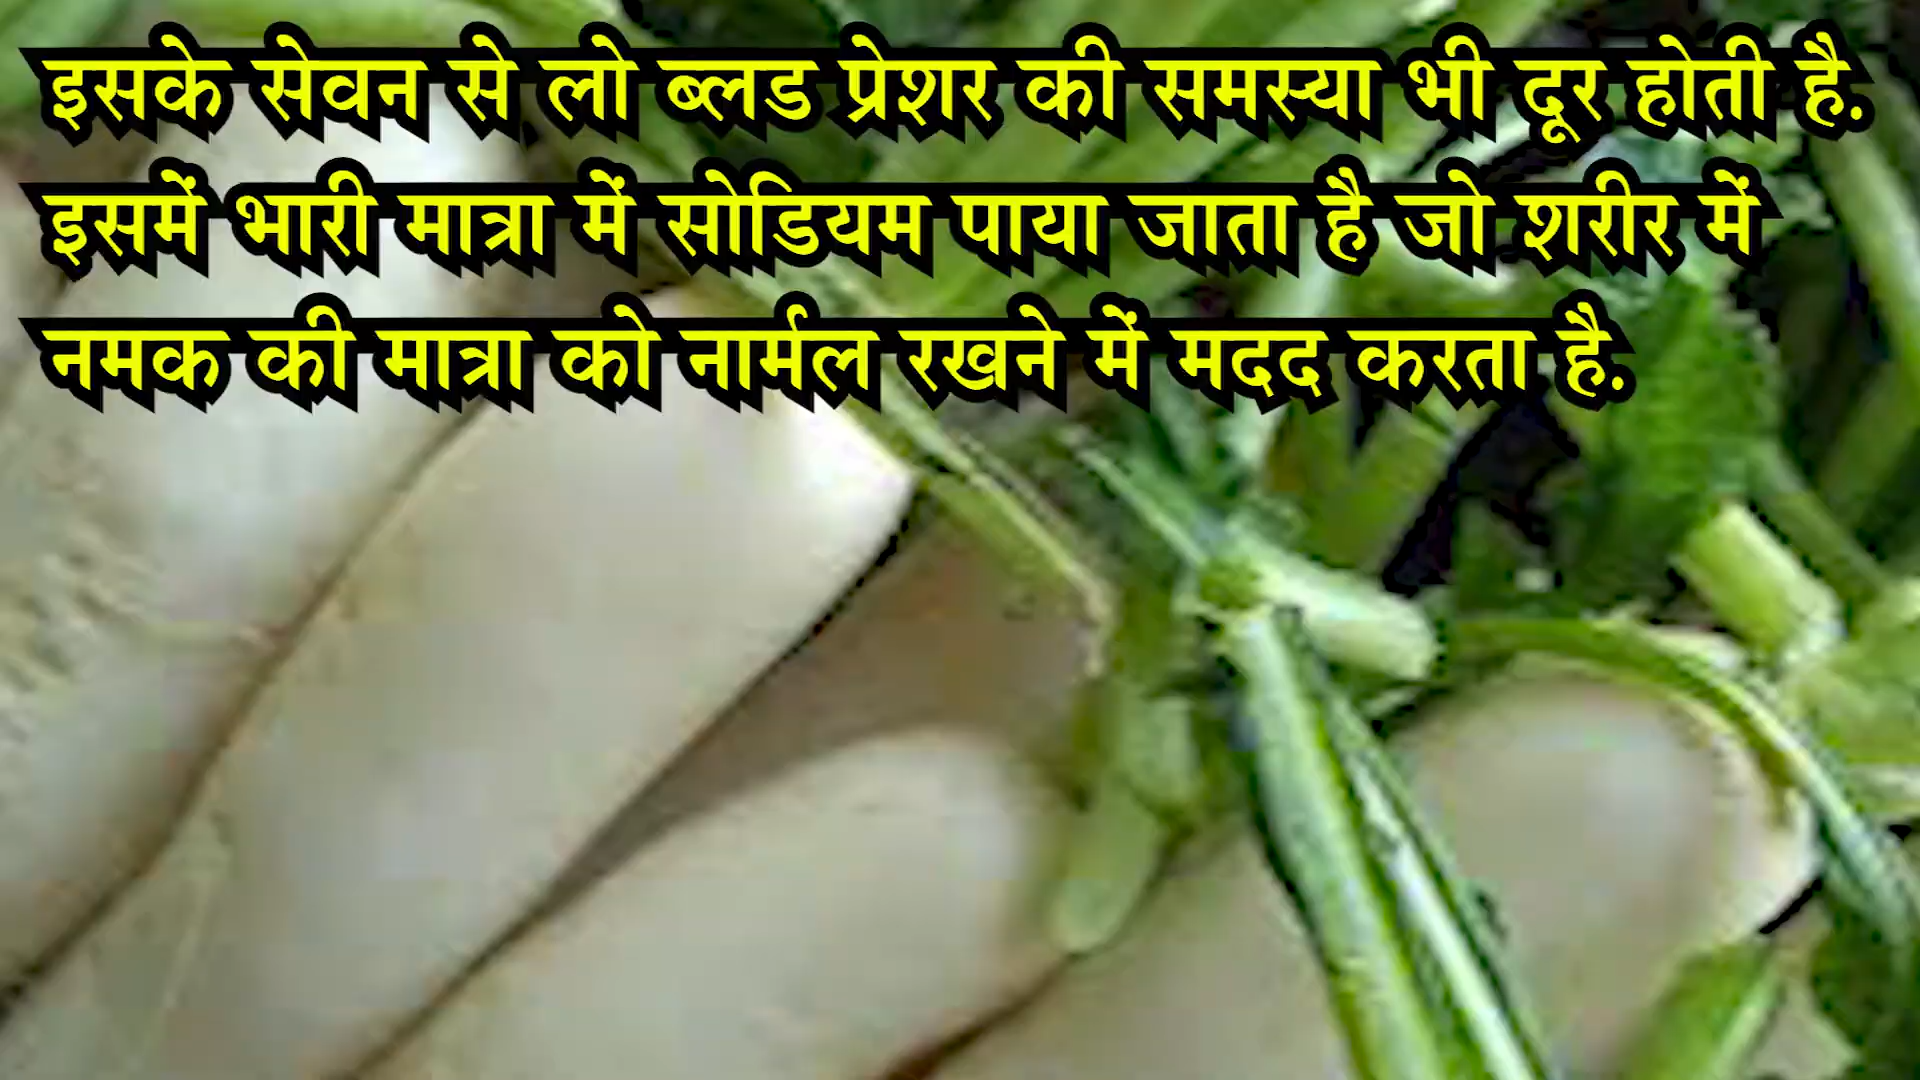 इसके सेवन से लो ब्लड प्रेशर की समस्या भी दूर होती है.
इसमें भारी मात्रा में सोडियम पाया जाता है जो शरीर में
नमक की मात्रा को नार्मल रखने में मदद करता है.